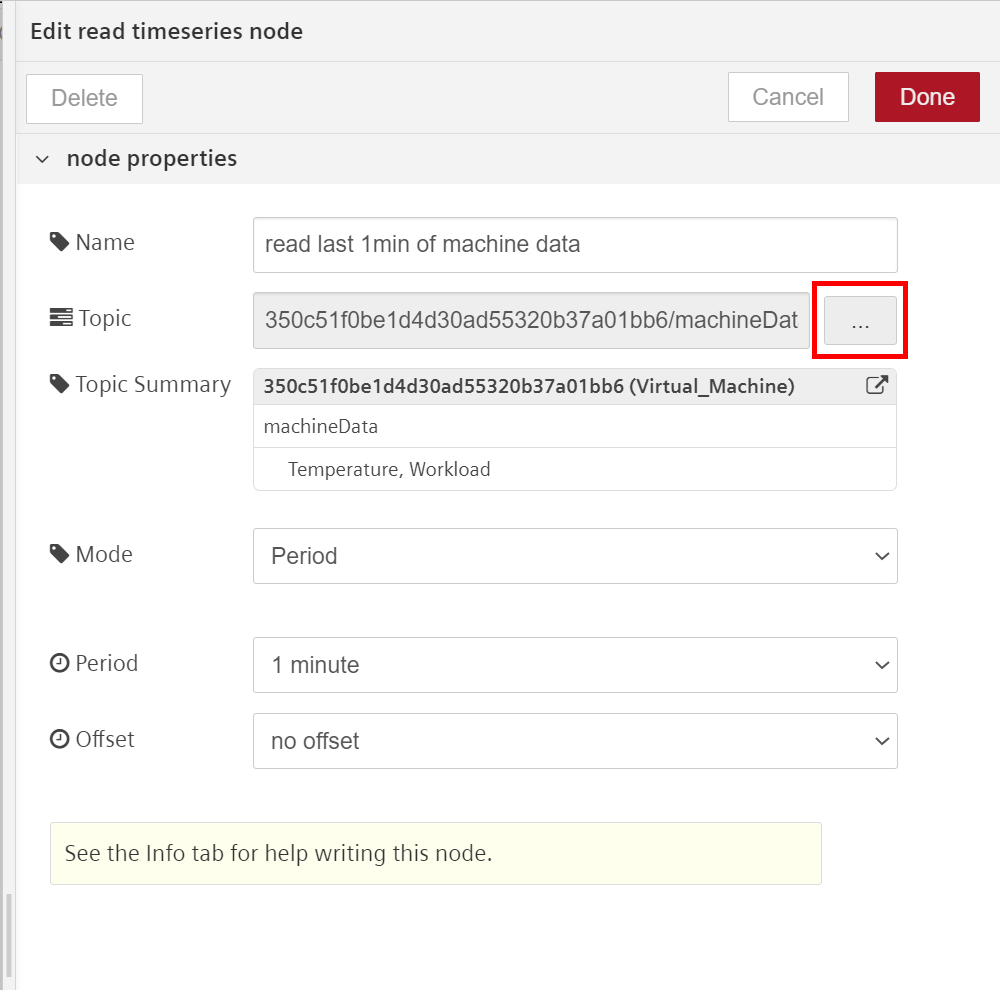 Edit read timeseries node
Delete
Cancel
Done
node properties
Name
read last 1min of machine data
Topic
350c51f0be1d4d30ad55320b37a01bb6/machineDat
...
Topic Summary
350c51f0be1d4d30ad55320b37a01bb6 (Virtual_Machine)
machineData
Temperature, Workload
Mode
Period
Period
1 minute
Offset
no offset
See the Info tab for help writing this node.